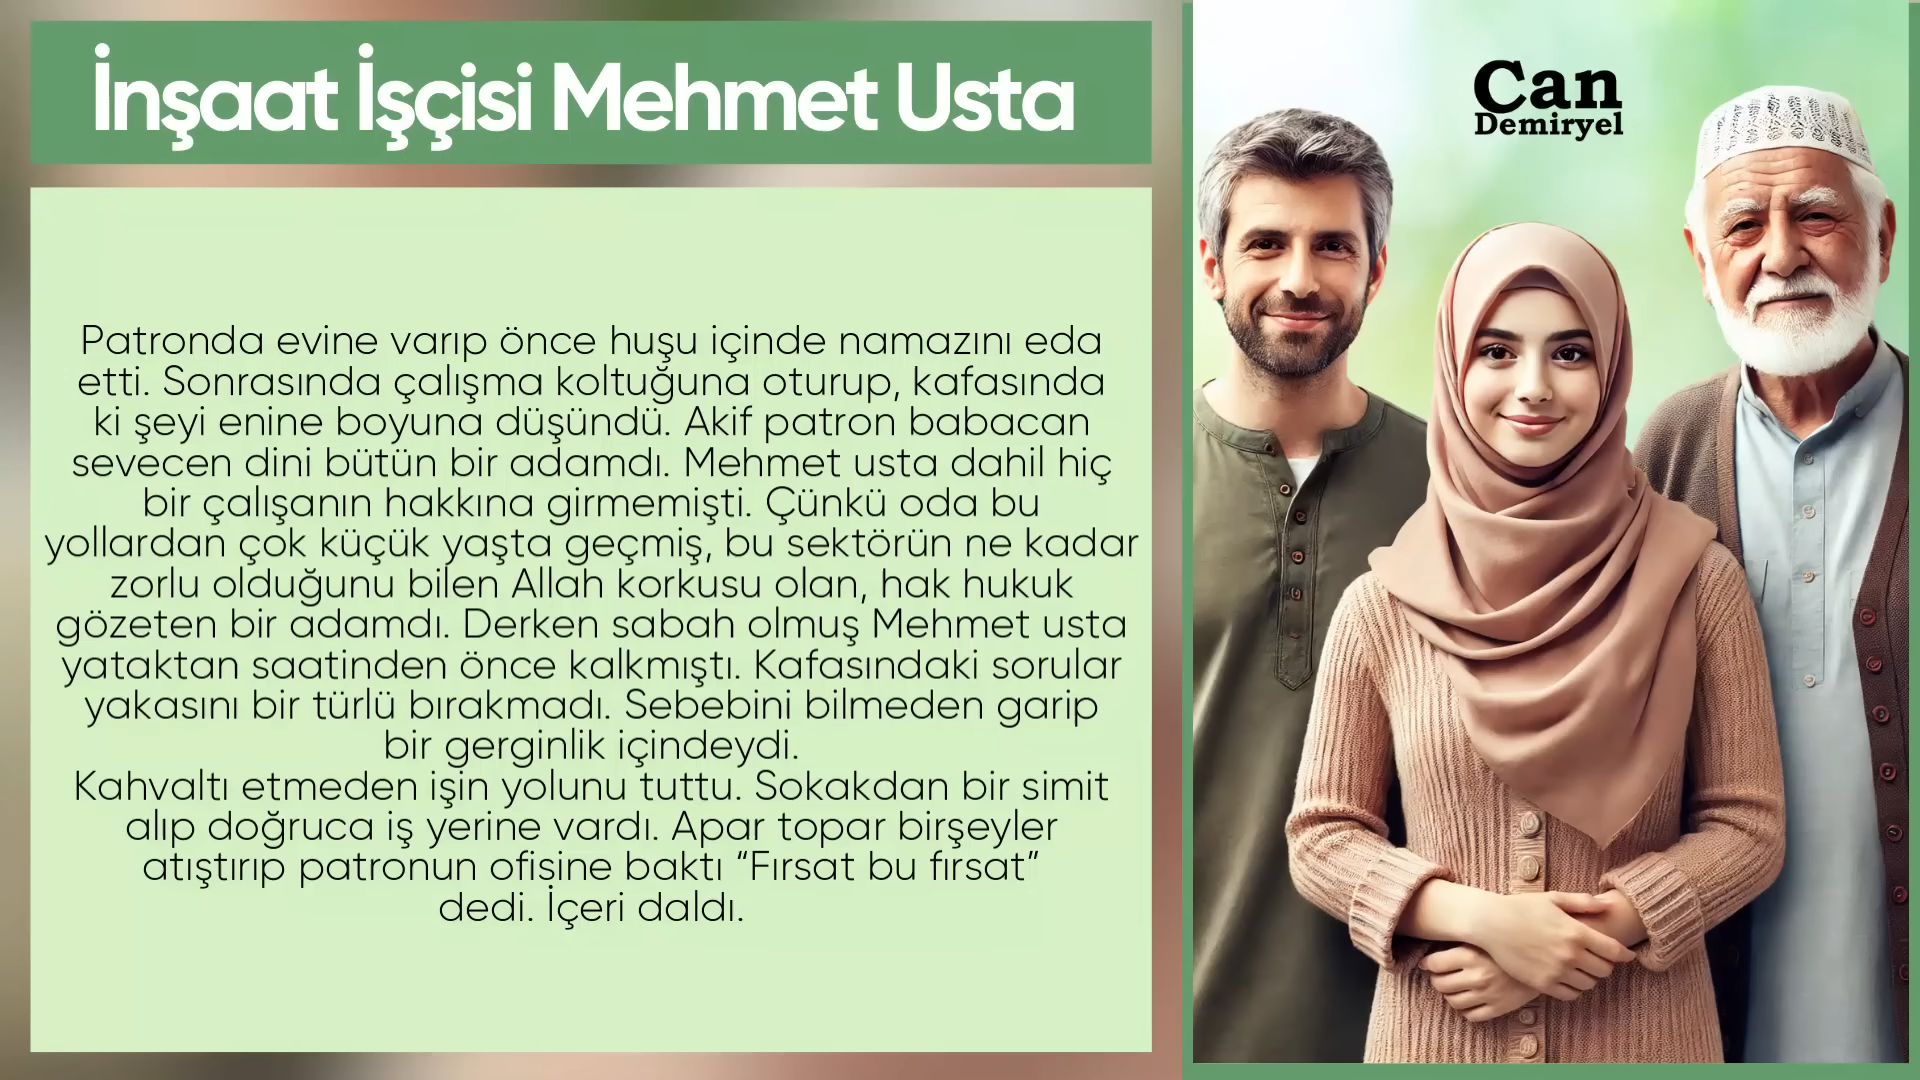 İnşaat İşçisi Mehmet Usta
Can
Demiryel
Patronda evine varıp önce huşu içinde namazını eda
etti. Sonrasında çalışma koltuğuna oturup, kafasında
ki şeyi enine boyuna düşündü. Akif patron babacan
sevecen dini bütün bir adamdı. Mehmet usta dahil hiç
bir çalışanın hakkına girmemişti. Çünkü oda bu
yollardan çok küçük yaşta geçmiş, bu sektörün ne kadar
zorlu olduğunu bilen Allah korkusu olan, hak hukuk
gözeten bir adamdı. Derken sabah olmuş Mehmet usta
yataktan saatinden önce kalkmıştı. Kafasındaki sorular
yakasını bir türlü bırakmadı. Sebebini bilmeden garip
bir gerginlik içindeydi.
Kahvaltı etmeden işin yolunu tuttu. Sokakdan bir simit
alıp doğruca iş yerine vardı. Apar topar birşeyler
atıştırıp patronun ofisine baktı “Fırsat bu fırsat”
dedi. İçeri daldı.